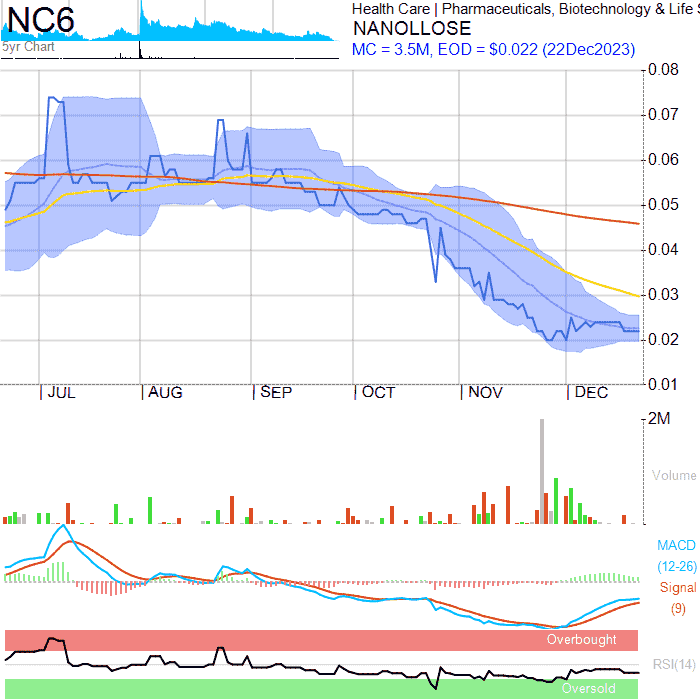 NC6
5yr Chart
Health Care | Pharmaceuticals, Biotechnology & Life S
NANOLLOSE
MC = 3.5M, EOD = $0.022 (22Dec2023)
0.08
0.07
0.06
0.05
0.04
0.03
0.02
0.01
JUL AUG SEP OCT NOV DEC
2M
Volume
MACD
(12-26)
Signal
(9)
Overbought
RSI(14)
Oversold